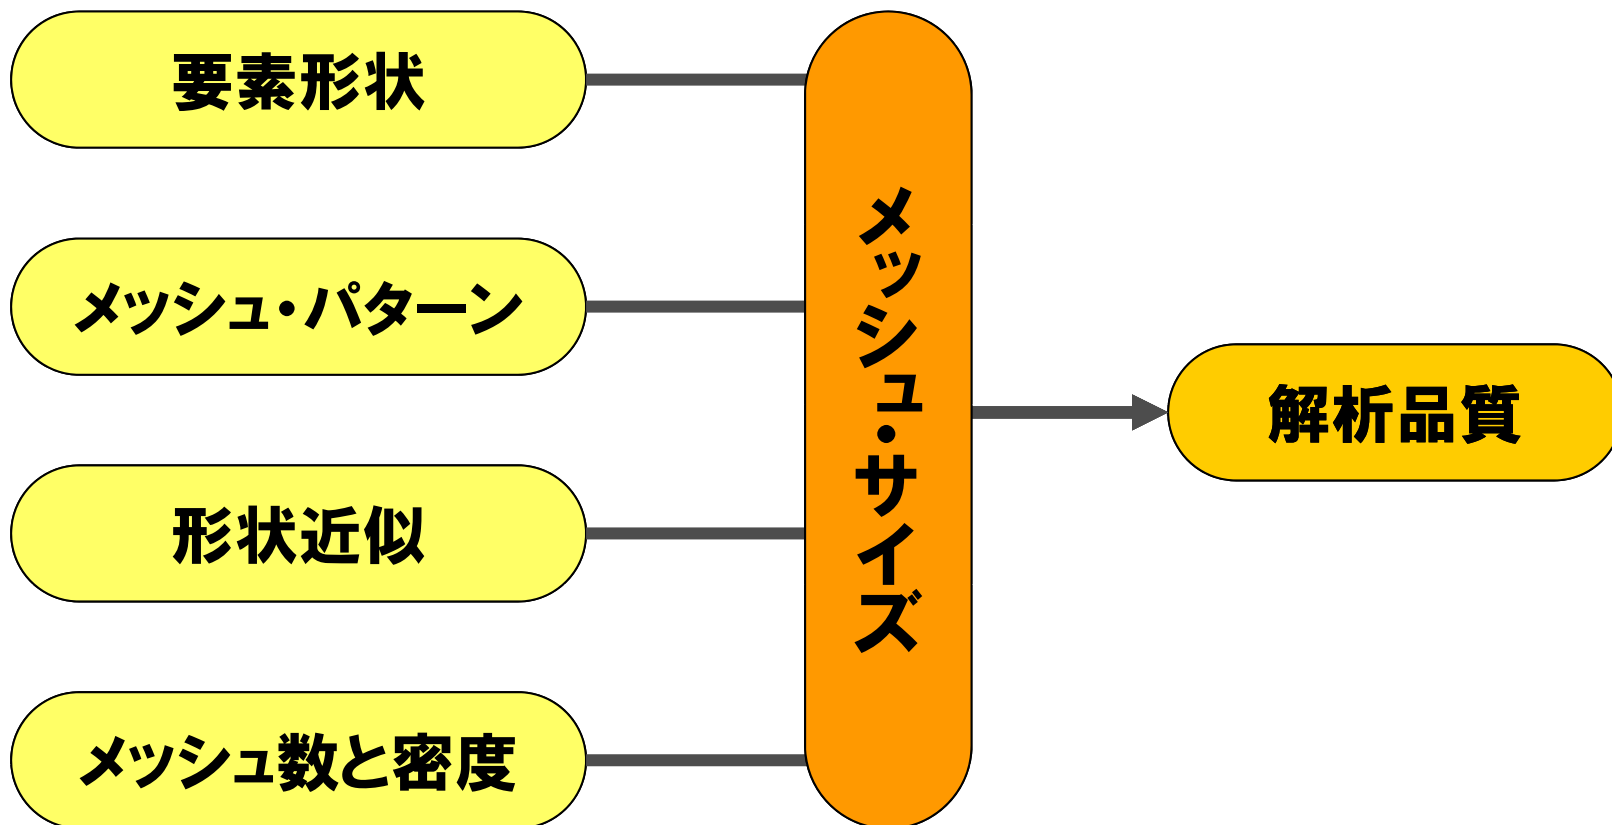 要素形状
メッシュ・パターン
形状近似
メッシュ数と密度
メッシュ・サイズ
解析品質